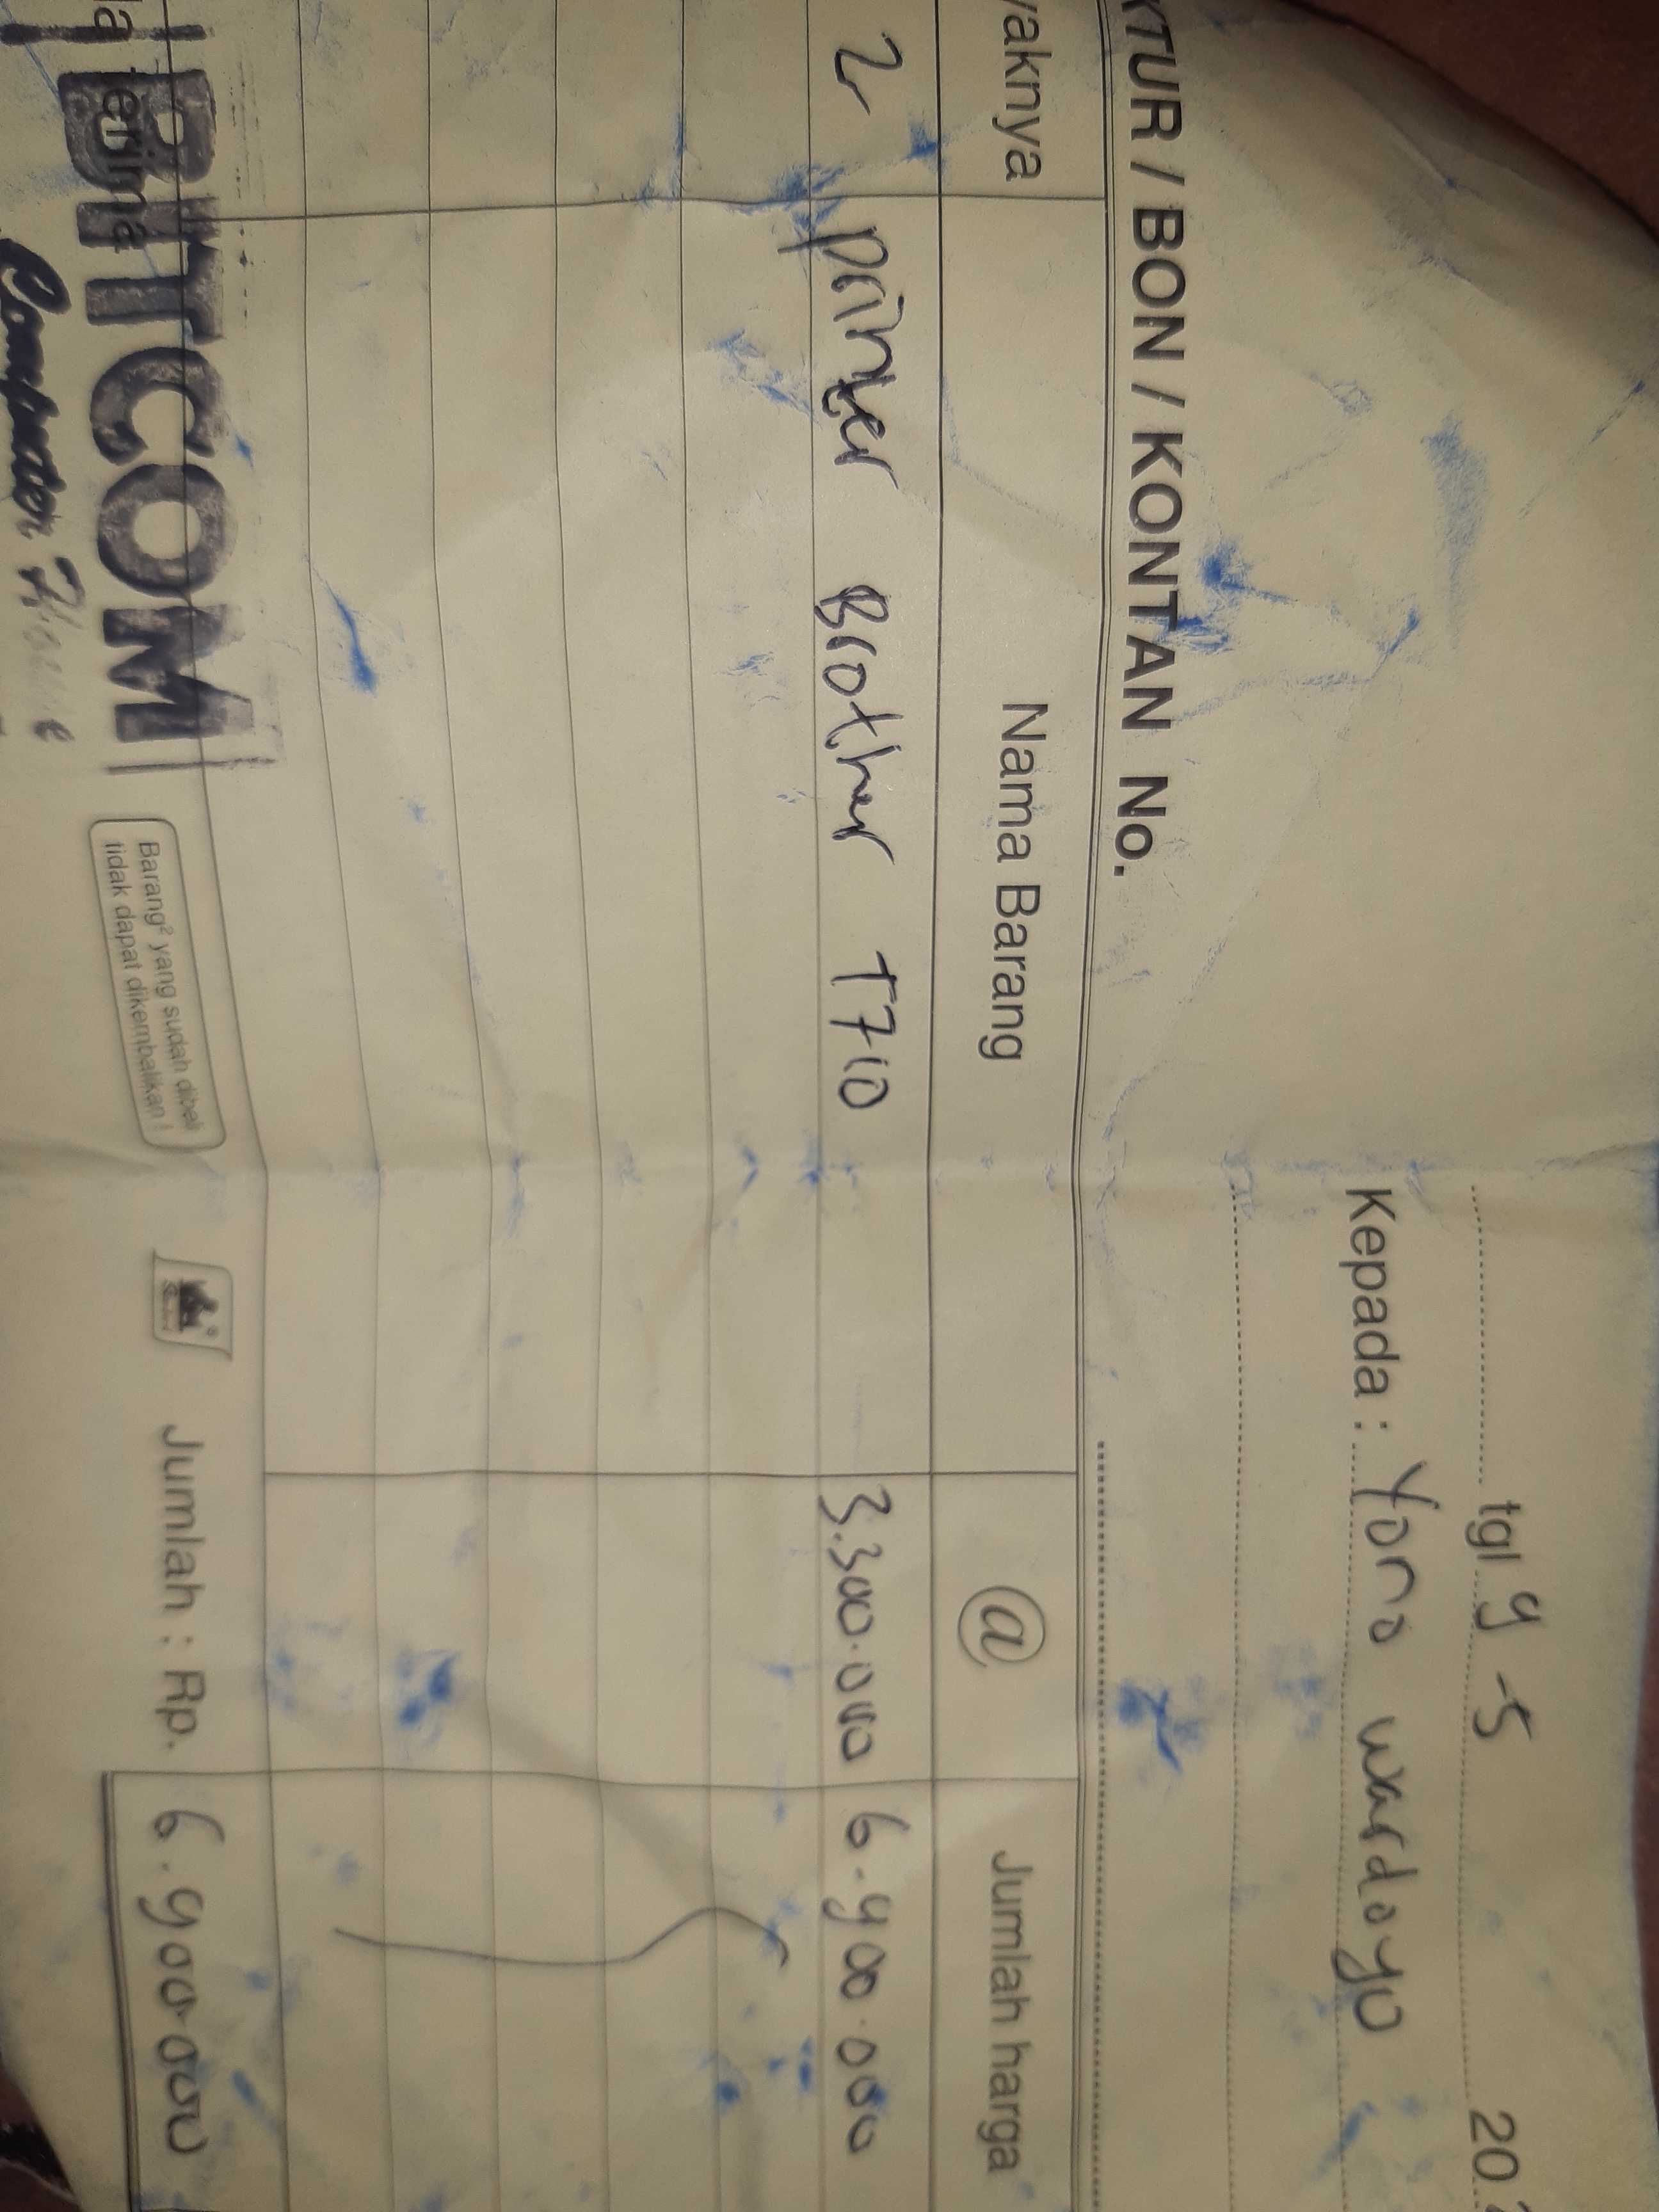 tgl 9 - 5 20
Kepada : Yono wardoyo
KTUR / BON / KONTAN No.
yaknya Nama Barang @ Jumlah harga
2 printer Brother T710 3.300.000 6.900.000
Jumlah : Rp. 6.900.000
Barang² yang sudah dibeli
tidak dapat dikembalikan !
terima
BITCOM
Computer House